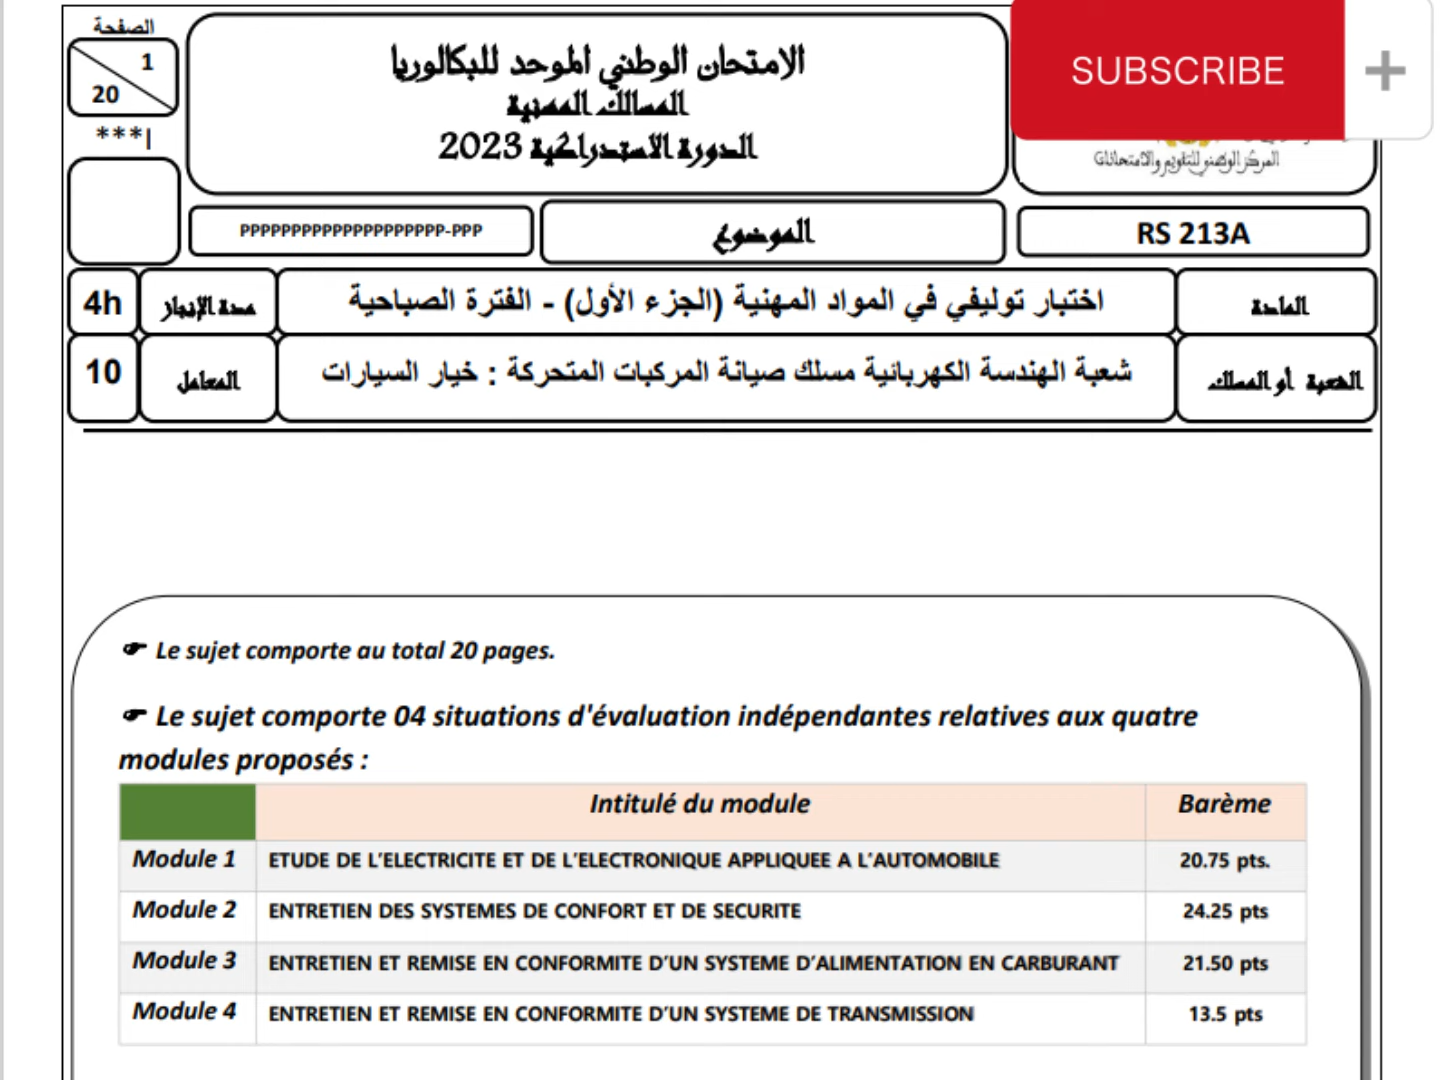 الصفحة
1
20
***|
الامتحان الوطني الموحد للبكالوريا
المسالك المهنية
الدورة الاستدراكية 2023
SUBSCRIBE +
المركز الوطني للتقويم والامتحانات
PPPPPPPPPPPPPPPPPPPP-PPP
الموضوع
RS 213A
المادة
اختبار توليفي في المواد المهنية (الجزء الأول) - الفترة الصباحية
مدة الإنجاز
4h
الشعبة أو المسلك
شعبة الهندسة الكهربائية مسلك صيانة المركبات المتحركة : خيار السيارات
المعامل
10
☛ Le sujet comporte au total 20 pages.
☛ Le sujet comporte 04 situations d'évaluation indépendantes relatives aux quatre
modules proposés :
Intitulé du module Barème
Module 1 ETUDE DE L’ELECTRICITE ET DE L’ELECTRONIQUE APPLIQUEE A L’AUTOMOBILE 20.75 pts.
Module 2 ENTRETIEN DES SYSTEMES DE CONFORT ET DE SECURITE 24.25 pts
Module 3 ENTRETIEN ET REMISE EN CONFORMITE D’UN SYSTEME D’ALIMENTATION EN CARBURANT 21.50 pts
Module 4 ENTRETIEN ET REMISE EN CONFORMITE D’UN SYSTEME DE TRANSMISSION 13.5 pts